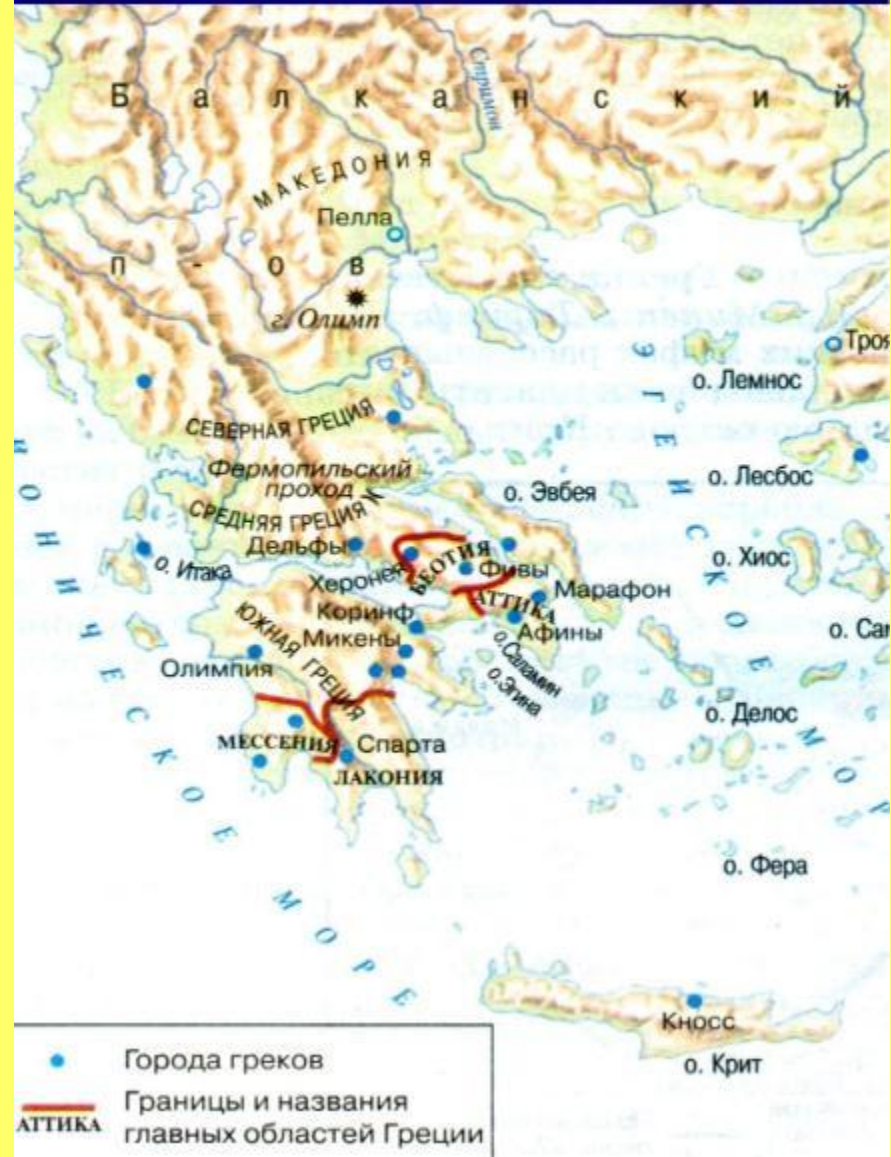 Стримон
Балканский
МАКЕДОНИЯ
Пелла
п-ов
г. Олимп
Троя
о. Лемнос
ЭГЕЙСКОЕ МОР
СЕВЕРНАЯ ГРЕЦИЯ
Фермопильский
проход
о. Лесбос
о. Эвбея
СРЕДНЯЯ ГРЕЦИЯ
Дельфы
ИОНИЧЕСКОЕ МОРЕ
о. Итака
Херонея
БЕОТИЯ
Фивы
о. Хиос
Марафон
АТТИКА
Коринф
Афины
Микены
о. Саламин
о. Эгина
ЮЖНАЯ ГРЕЦИЯ
Олимпия
о. Делос
МЕССЕНИЯ
Спарта
ЛАКОНИЯ
о. Фера
Кносс
о. Крит
Города греков
АТТИКА
Границы и названия
главных областей Греции